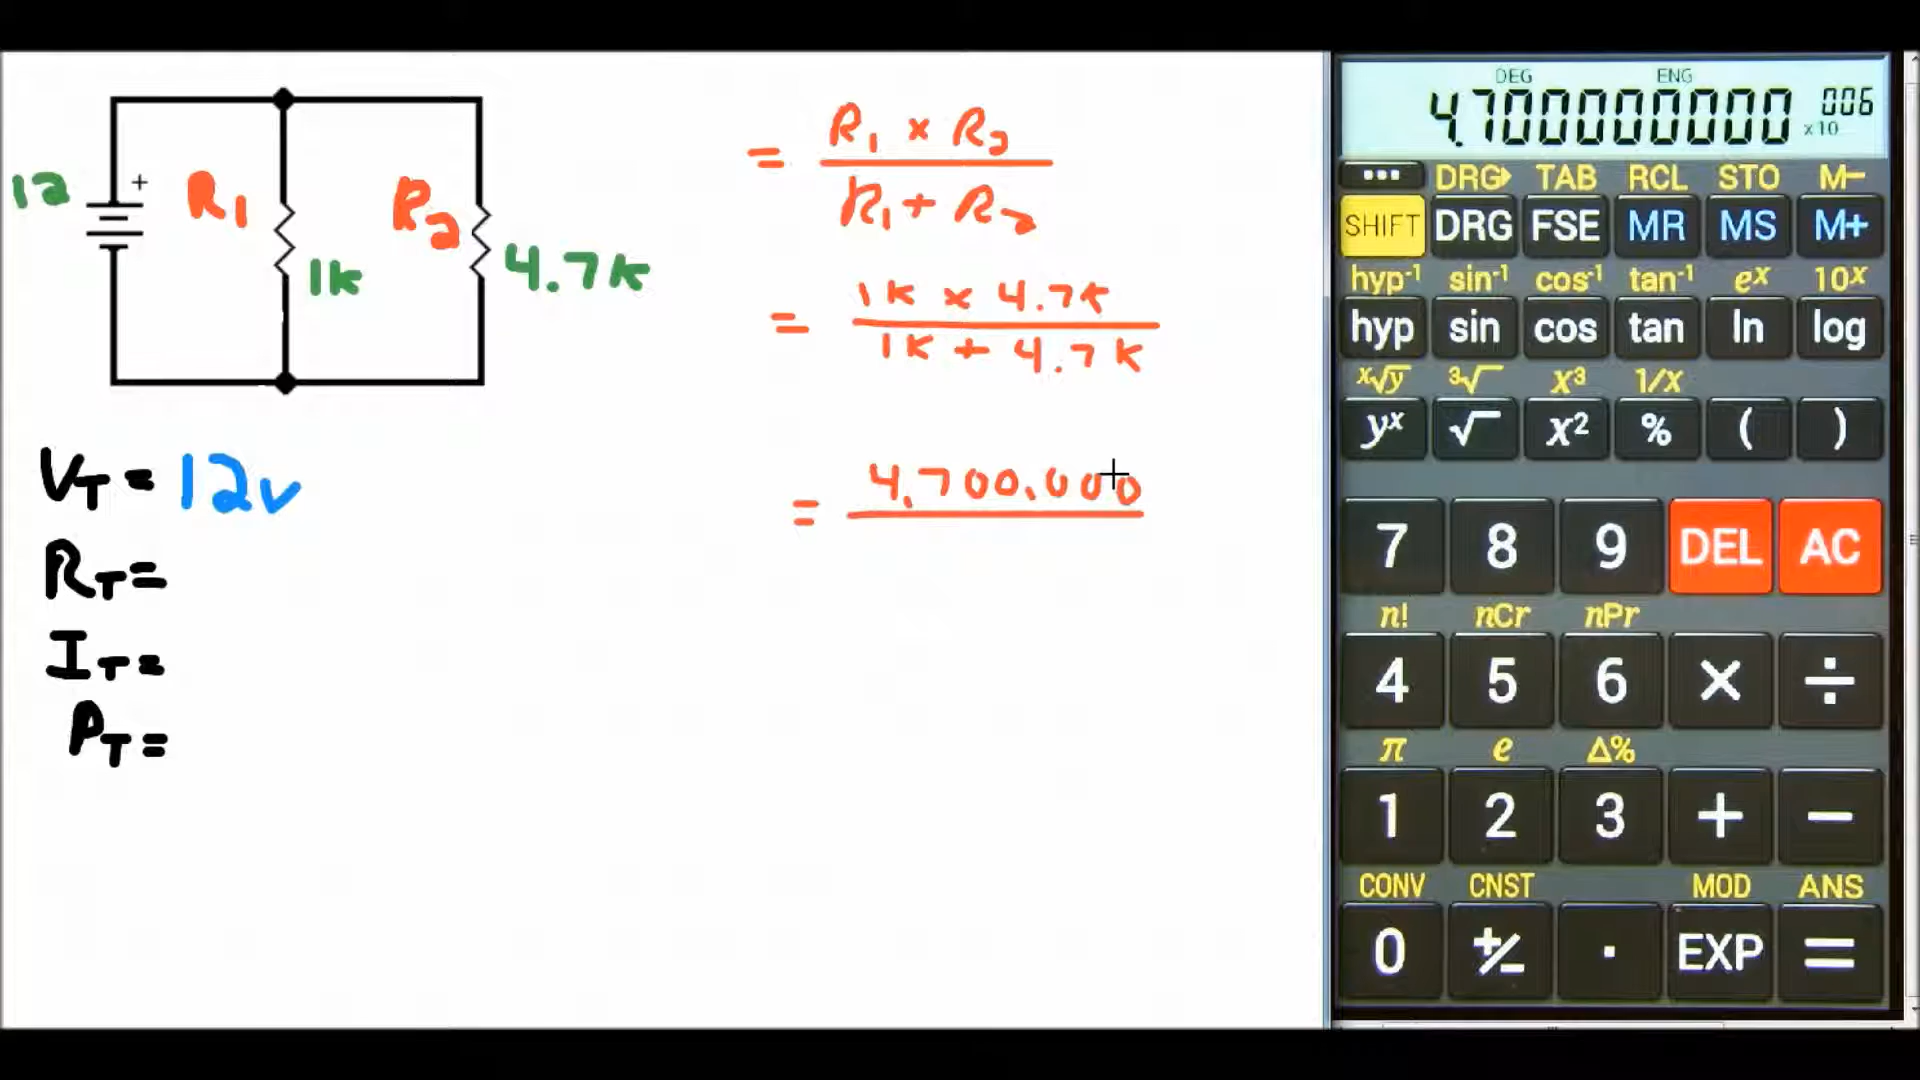 12
+
R1
1k
R2
4.7k
VT = 12v
RT=
IT=
PT=
= R1 × R2
R1 + R2
= 1K × 4.7K
1K + 4.7K
= 4,700,000
DEG ENG
4.700000000 ×10 006
••• DRG▸ TAB RCL STO M−
SHIFT DRG FSE MR MS M+
hyp⁻¹ sin⁻¹ cos⁻¹ tan⁻¹ eˣ 10ˣ
hyp sin cos tan ln log
ˣ√y ³√ x³ 1/x
yˣ √ x² % ( )
7 8 9 DEL AC
n! nCr nPr
4 5 6 × ÷
π e Δ%
1 2 3 + −
CONV CNST MOD ANS
0 +/− . EXP =